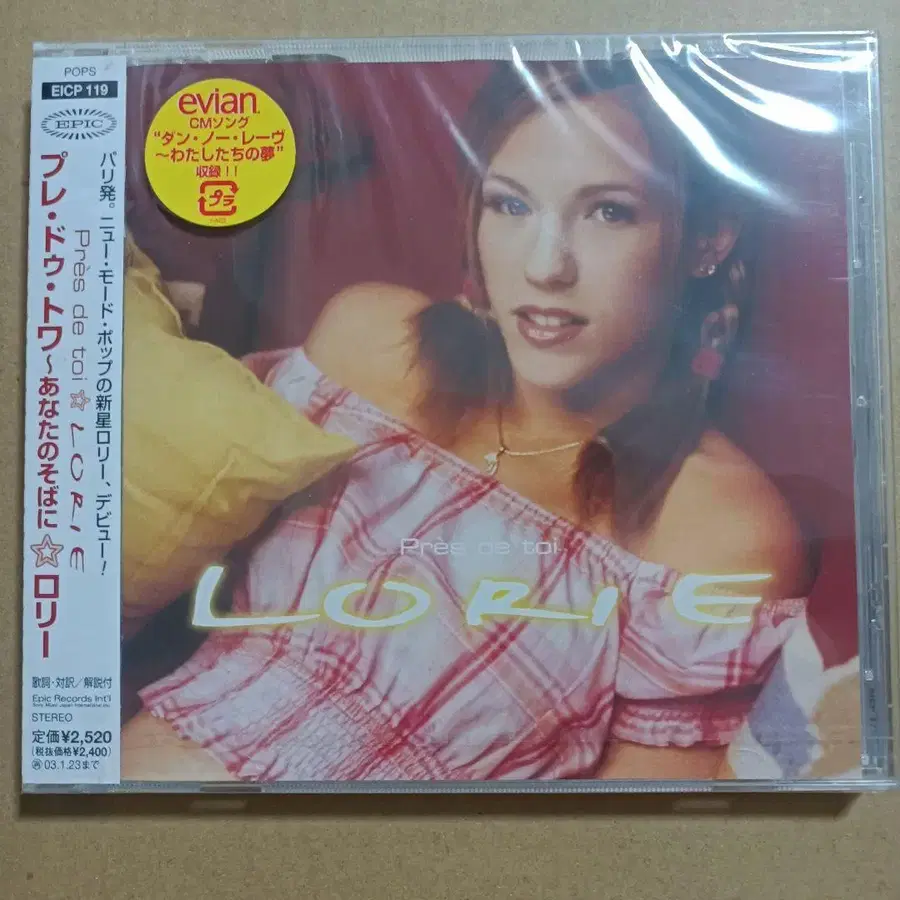 POPS
EICP 119
EPIC
パリ発。ニュー・モード・ポップの新星ロリー、デビュー!
Près de toi☆LORIE
プレ・ドゥ・トワ〜あなたのそばに☆ロリー
歌詞・対訳/解説付
Epic Records Int'l
STEREO
定価¥2,520
(税抜価格¥2,400)
03.1.23まで
evian
CMソング
“ダン・ノー・レーヴ
〜わたしたちの夢”
収録!!
プラ
Près de toi
LORIE